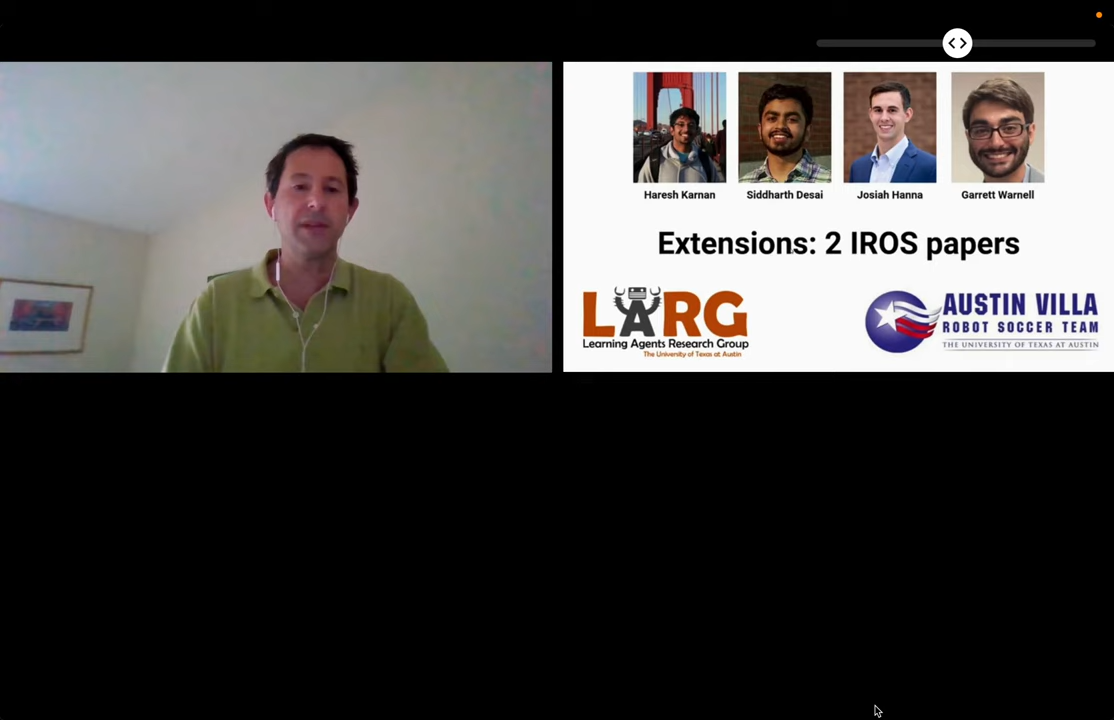 Haresh Karnan
Siddharth Desai
Josiah Hanna
Garrett Warnell
Extensions: 2 IROS papers
LARG
Learning Agents Research Group
The University of Texas at Austin
AUSTIN VILLA
ROBOT SOCCER TEAM
THE UNIVERSITY OF TEXAS AT AUSTIN